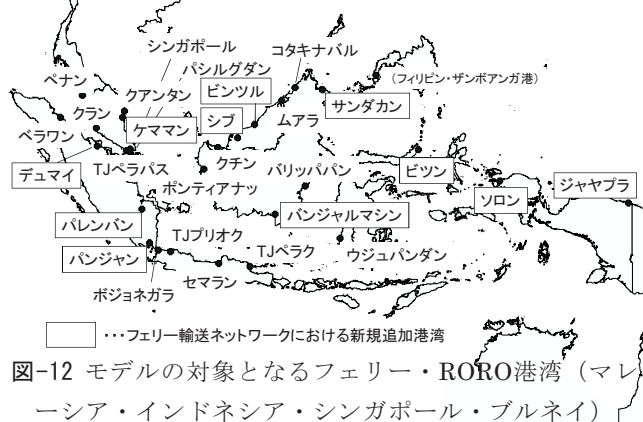 シンガポール
コタキナバル
ペナン
パシルグダン
(フィリピン・ザンボアンガ港)
クアンタン
ビンツル
クラン
サンダカン
ケママン
シブ
ムアラ
ベラワン
クチン
バリッパパン
ビツン
デュマイ
TJペラパス
ジャヤプラ
ポンティアナッ
ソロン
バンジャルマシン
パレンバン
TJプリオク
パンジャン
TJペラク
ウジュパンダン
セマラン
ボジョネガラ
・・・フェリー輸送ネットワークにおける新規追加港湾
図-12 モデルの対象となるフェリー・RORO港湾（マレ
ーシア・インドネシア・シンガポール・ブルネイ）